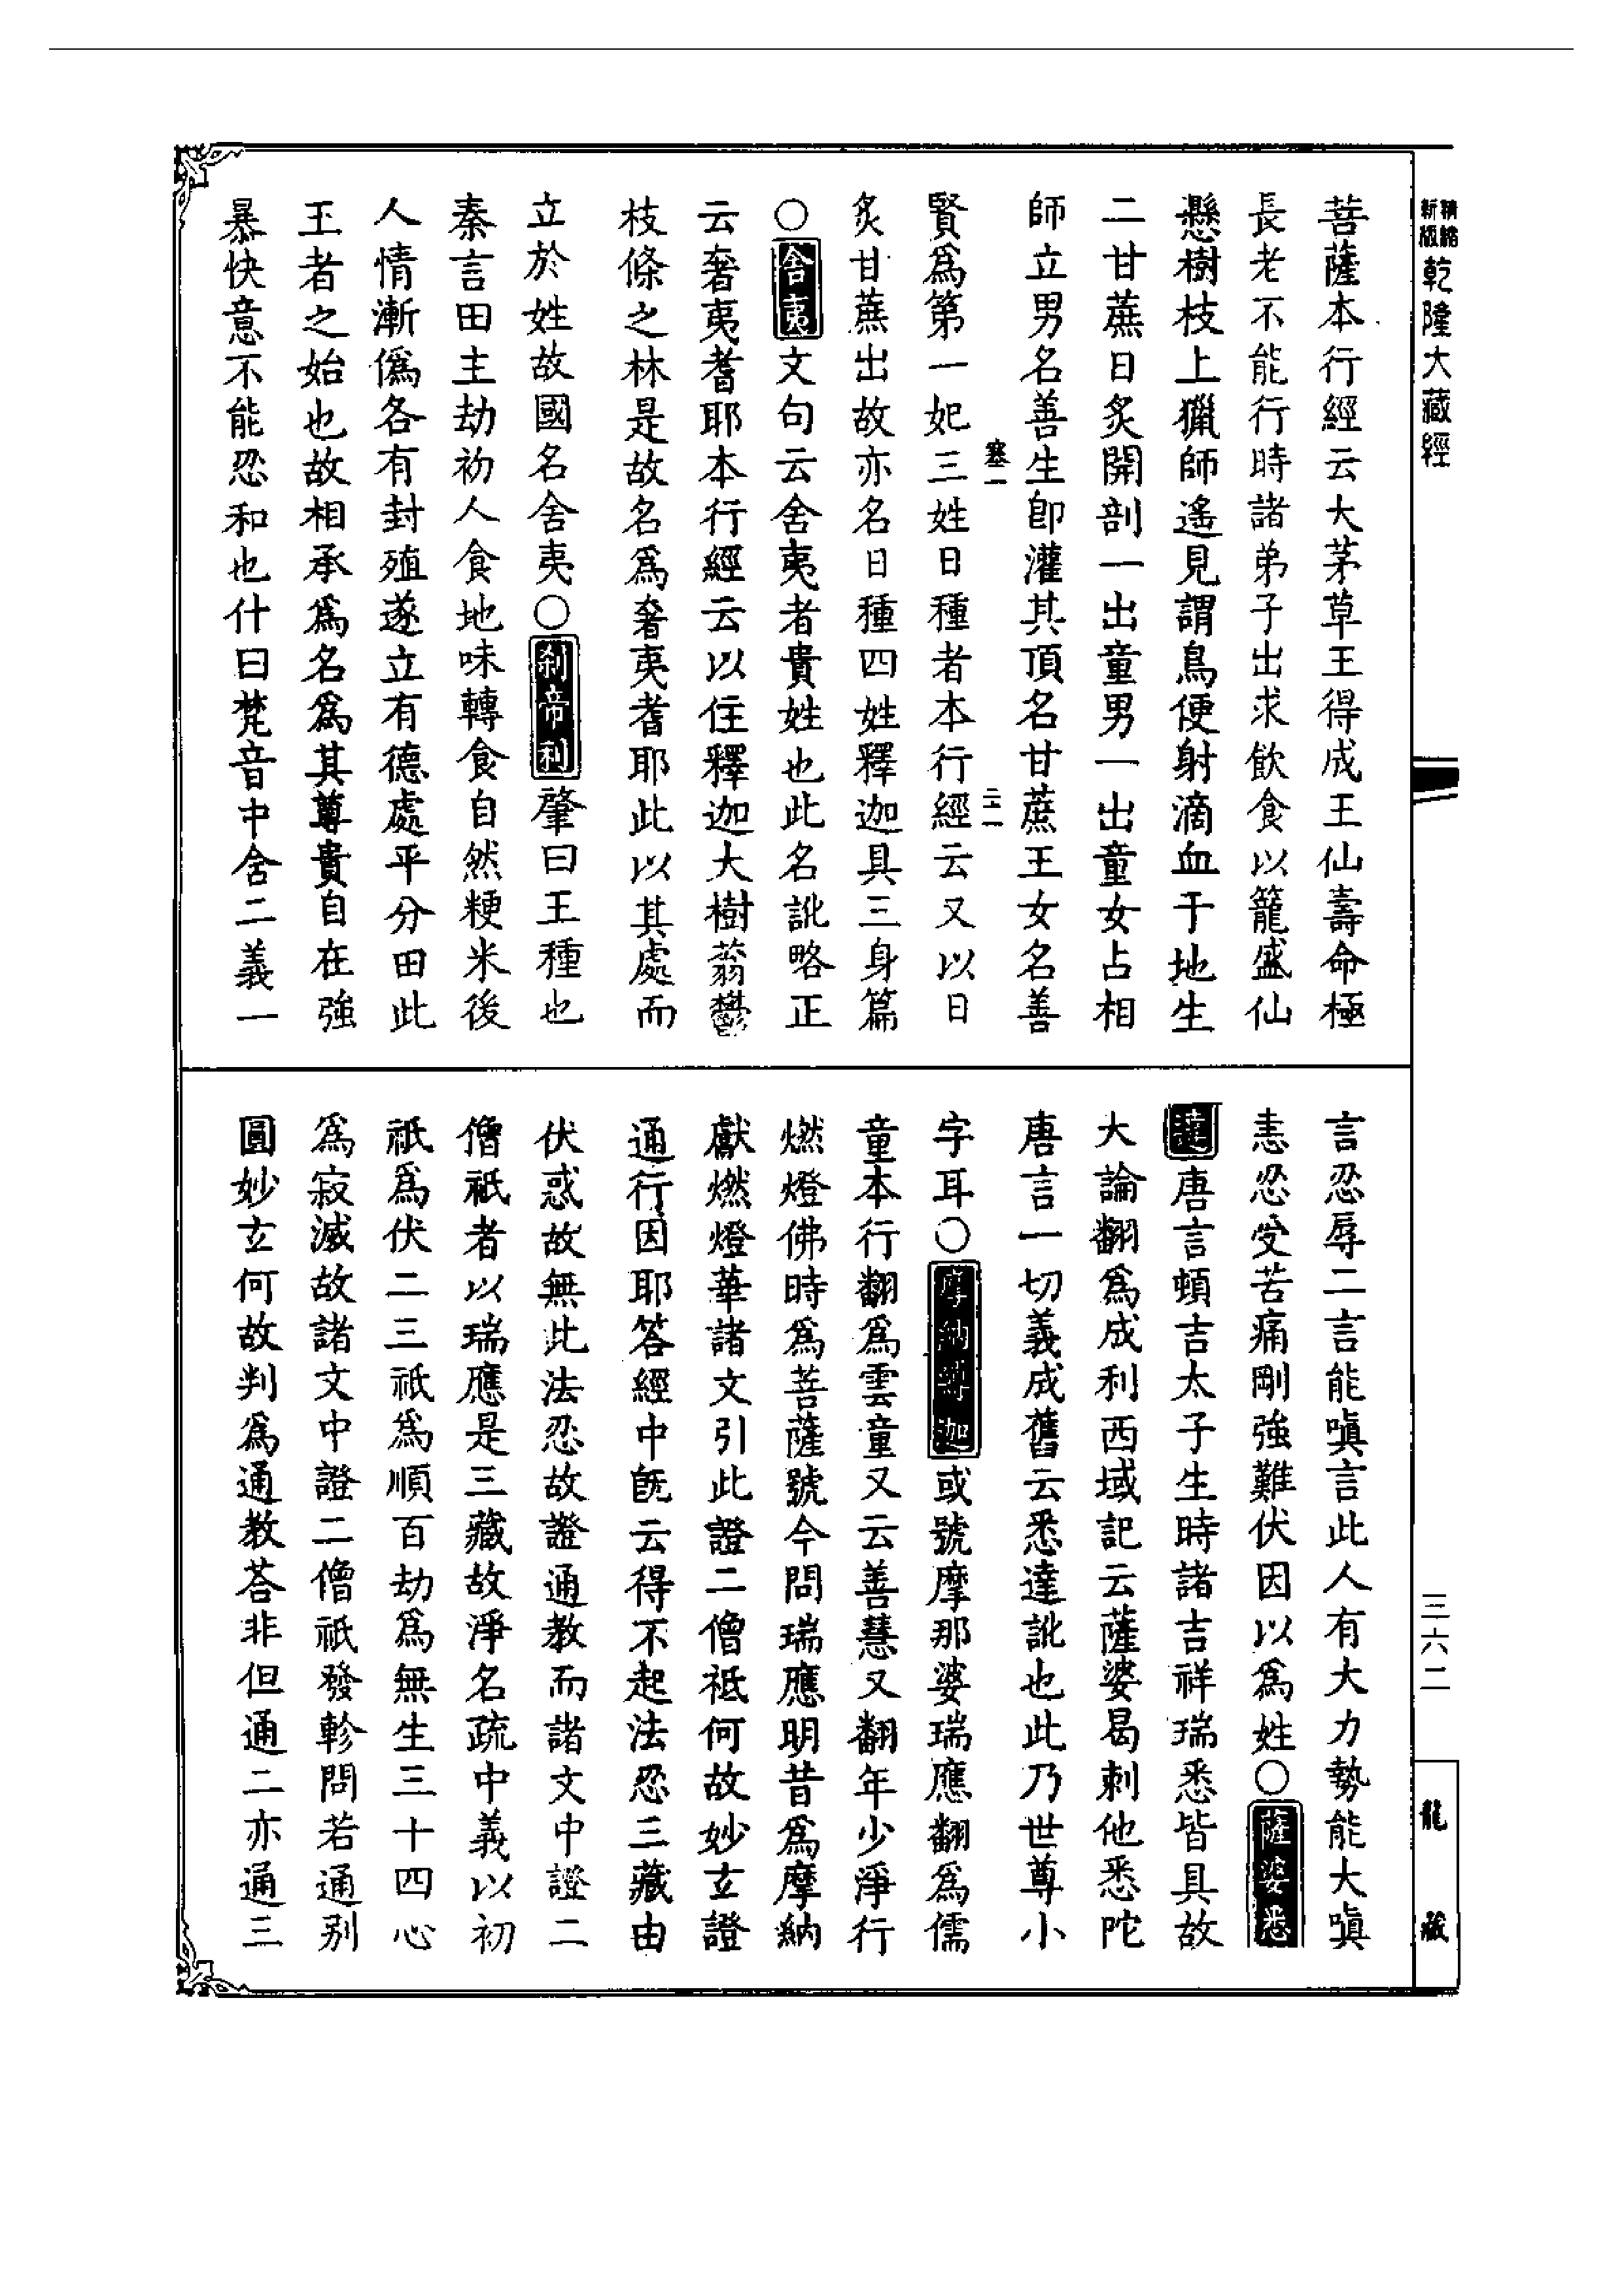 精縮新版乾隆大藏經
三六二
龍藏
菩薩本行經云大茅草王得成王仙壽命極
長老不能行時諸弟子出求飲食以籠盛仙
懸樹枝上獵師遙見謂鳥便射滴血于地生
二甘蔗日炙開剖一出童男一出童女占相
師立男名善生卽灌其頂名甘蔗王女名善
塞一
二二
賢爲第一妃三姓日種者本行經云又以日
炙甘蔗出故亦名日種四姓釋迦具三身篇
○舍夷文句云舍夷者貴姓也此名訛略正
云奢夷耆耶本行經云以住釋迦大樹蓊鬱
枝條之林是故名爲奢夷耆耶此以其處而
立於姓故國名舍夷○刹帝利肇曰王種也
秦言田主劫初人食地味轉食自然粳米後
人情漸僞各有封殖遂立有德處平分田此
王者之始也故相承爲名爲其尊貴自在強
暴快意不能忍和也什曰梵音中含二義一
言忍辱二言能嗔言此人有大力勢能大嗔
恚忍受苦痛剛強難伏因以爲姓○薩婆悉
達唐言頓吉太子生時諸吉祥瑞悉皆具故
大論翻爲成利西域記云薩婆曷剌他悉陀
唐言一切義成舊云悉達訛也此乃世尊小
字耳○摩納縛迦或號摩那婆瑞應翻爲儒
童本行翻爲雲童又云善慧又翻年少淨行
燃燈佛時爲菩薩號今問瑞應明昔爲摩納
獻燃燈華諸文引此證二僧祇何故妙玄證
通行因耶答經中旣云得不起法忍三藏由
伏惑故無此法忍故證通教而諸文中證二
僧祇者以瑞應是三藏故淨名疏中義以初
祇爲伏二三祇爲順百劫爲無生三十四心
爲寂滅故諸文中證二僧祇發軫問若通别
圓妙玄何故判爲通教荅非但通二亦通三